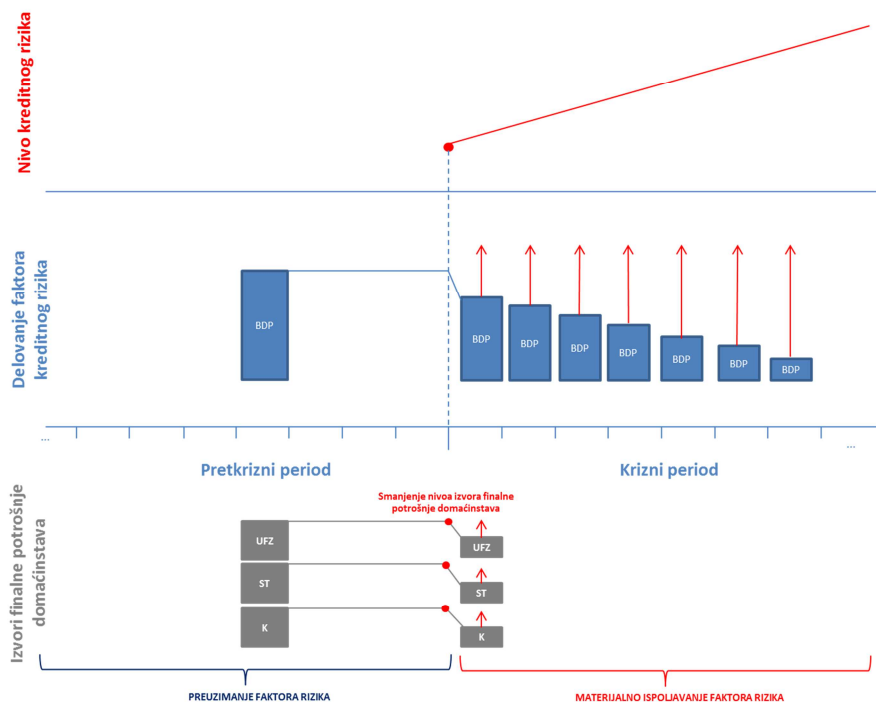 Nivo kreditnog rizika
Delovanje faktora
kreditnog rizika
BDP
BDP
BDP
BDP
BDP
BDP
BDP
BDP
...
...
Pretkrizni period
Krizni period
Izvori finalne potrošnje
domaćinstava
Smanjenje nivoa izvora finalne
potrošnje domaćinstava
UFZ
UFZ
ST
ST
K
K
PREUZIMANJE FAKTORA RIZIKA
MATERIJALNO ISPOLJAVANJE FAKTORA RIZIKA